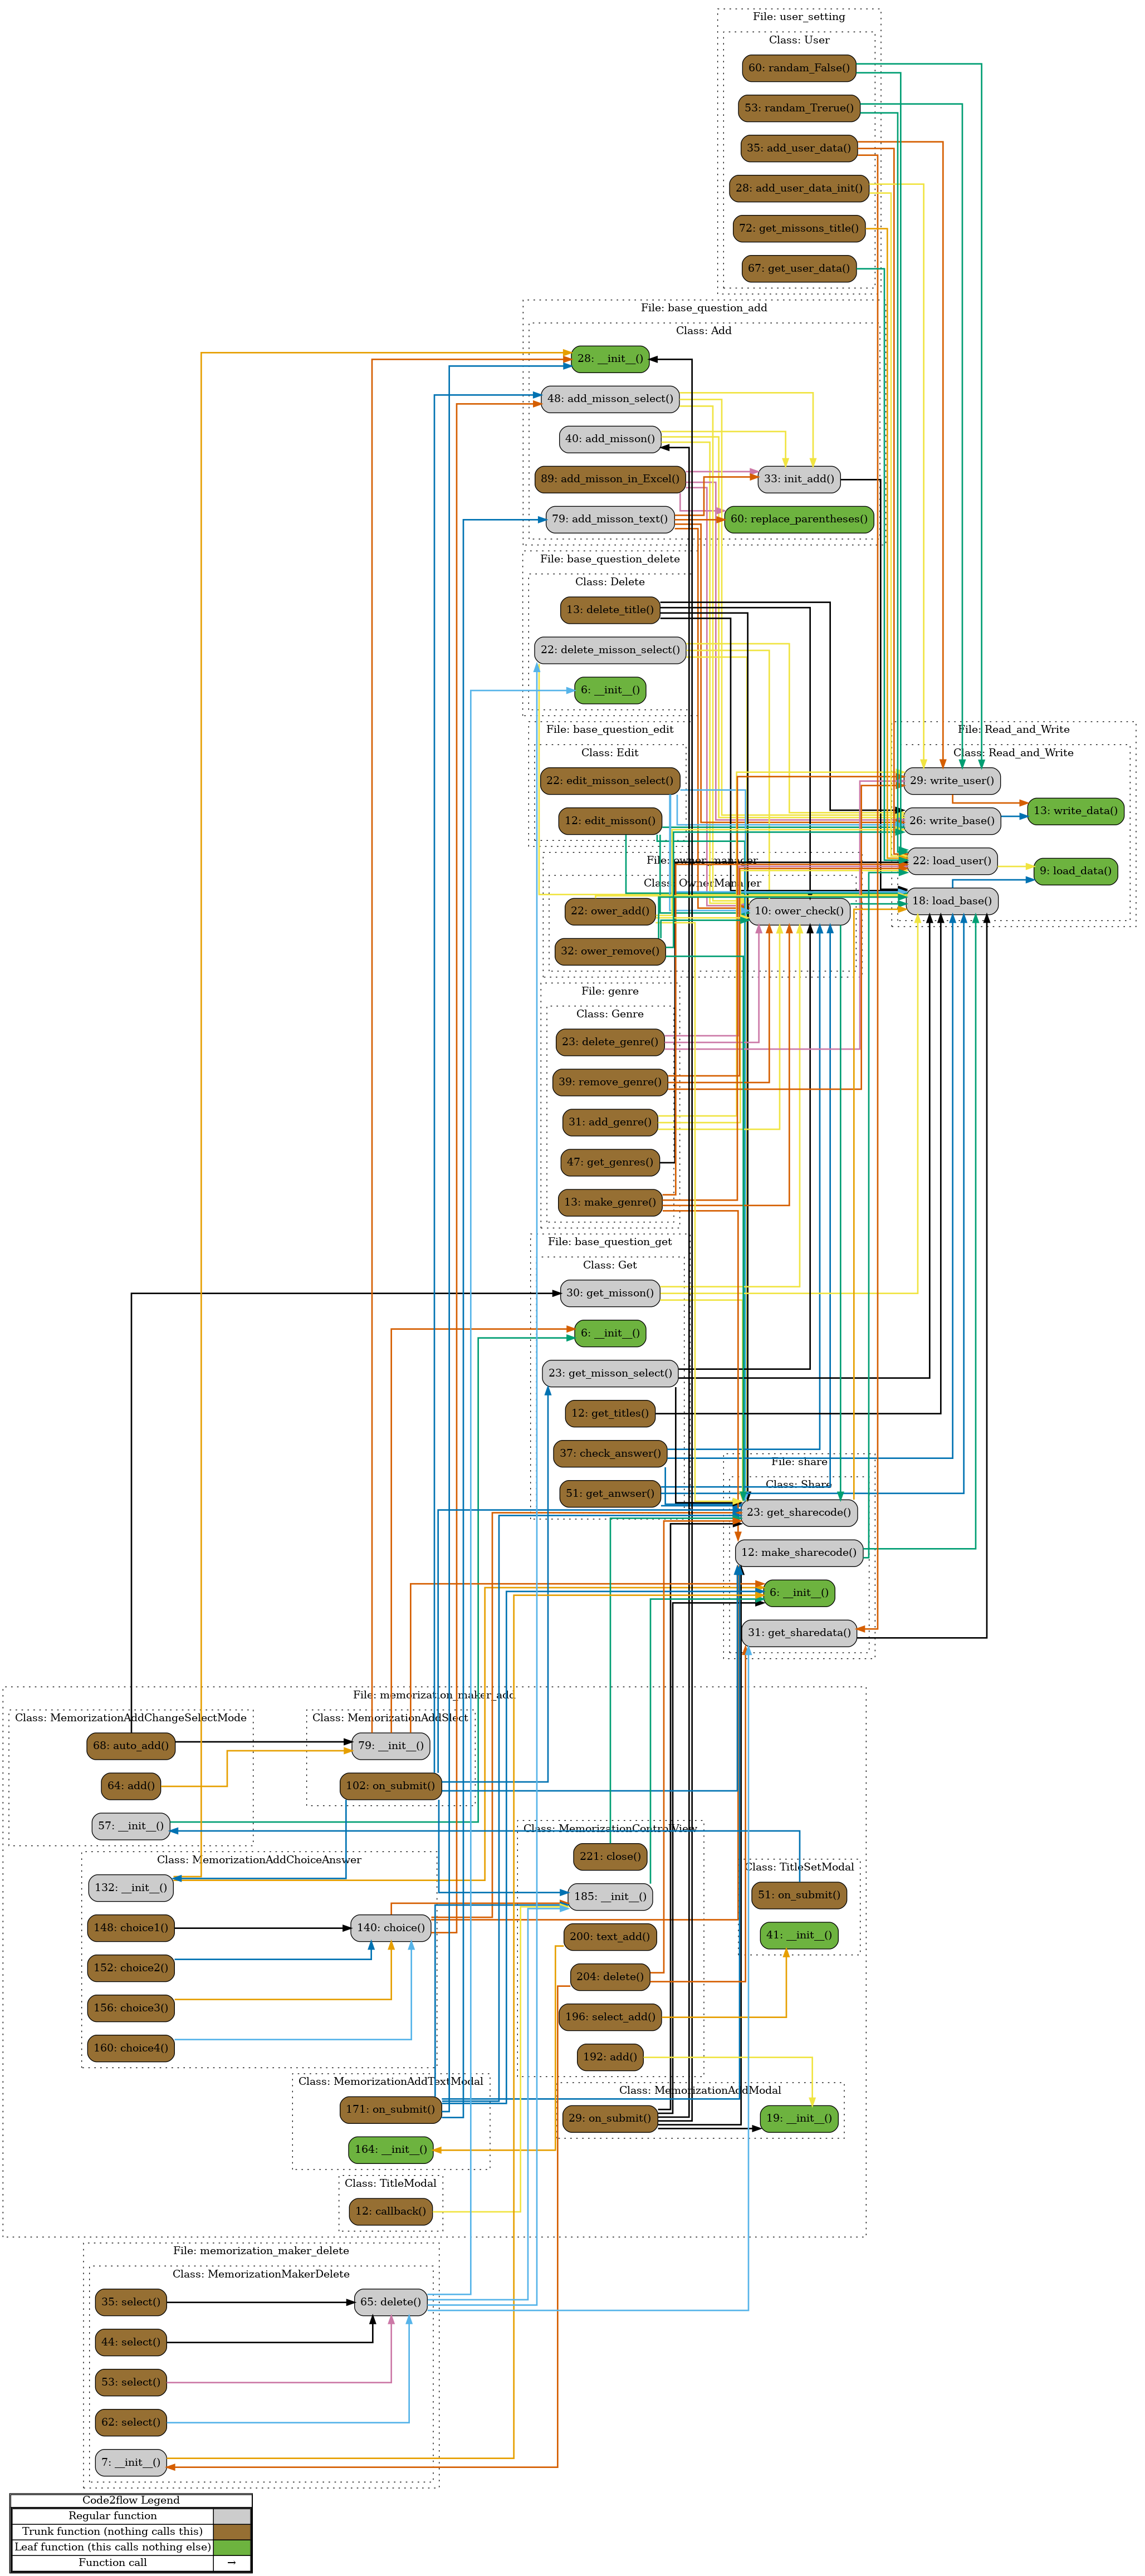 File: user_setting
Class: User
60: randam_False()
53: randam_Trerue()
35: add_user_data()
28: add_user_data_init()
72: get_missons_title()
67: get_user_data()
File: base_question_add
Class: Add
28: __init__()
48: add_misson_select()
40: add_misson()
89: add_misson_in_Excel()
33: init_add()
79: add_misson_text()
60: replace_parentheses()
File: base_question_delete
Class: Delete
13: delete_title()
22: delete_misson_select()
6: __init__()
File: base_question_edit
Class: Edit
22: edit_misson_select()
12: edit_misson()
File: Read_and_Write
Class: Read_and_Write
29: write_user()
13: write_data()
26: write_base()
22: load_user()
9: load_data()
18: load_base()
File: owner_manager
Class: OwnerManager
22: ower_add()
10: ower_check()
32: ower_remove()
File: genre
Class: Genre
23: delete_genre()
39: remove_genre()
31: add_genre()
47: get_genres()
13: make_genre()
File: base_question_get
Class: Get
30: get_misson()
6: __init__()
23: get_misson_select()
12: get_titles()
37: check_answer()
51: get_anwser()
File: share
Class: Share
23: get_sharecode()
12: make_sharecode()
6: __init__()
31: get_sharedata()
File: memorization_maker_add
Class: MemorizationAddChangeSelectMode
68: auto_add()
64: add()
57: __init__()
Class: MemorizationAddSlect
79: __init__()
102: on_submit()
Class: MemorizationAddChoiceAnswer
132: __init__()
148: choice1()
140: choice()
152: choice2()
156: choice3()
160: choice4()
Class: MemorizationControlView
221: close()
185: __init__()
200: text_add()
204: delete()
196: select_add()
192: add()
Class: TitleSetModal
51: on_submit()
41: __init__()
Class: MemorizationAddTextModal
171: on_submit()
164: __init__()
Class: MemorizationAddModal
29: on_submit()
19: __init__()
Class: TitleModal
12: callback()
File: memorization_maker_delete
Class: MemorizationMakerDelete
35: select()
65: delete()
44: select()
53: select()
62: select()
7: __init__()
Code2flow Legend
Regular function
Trunk function (nothing calls this)
Leaf function (this calls nothing else)
Function call →